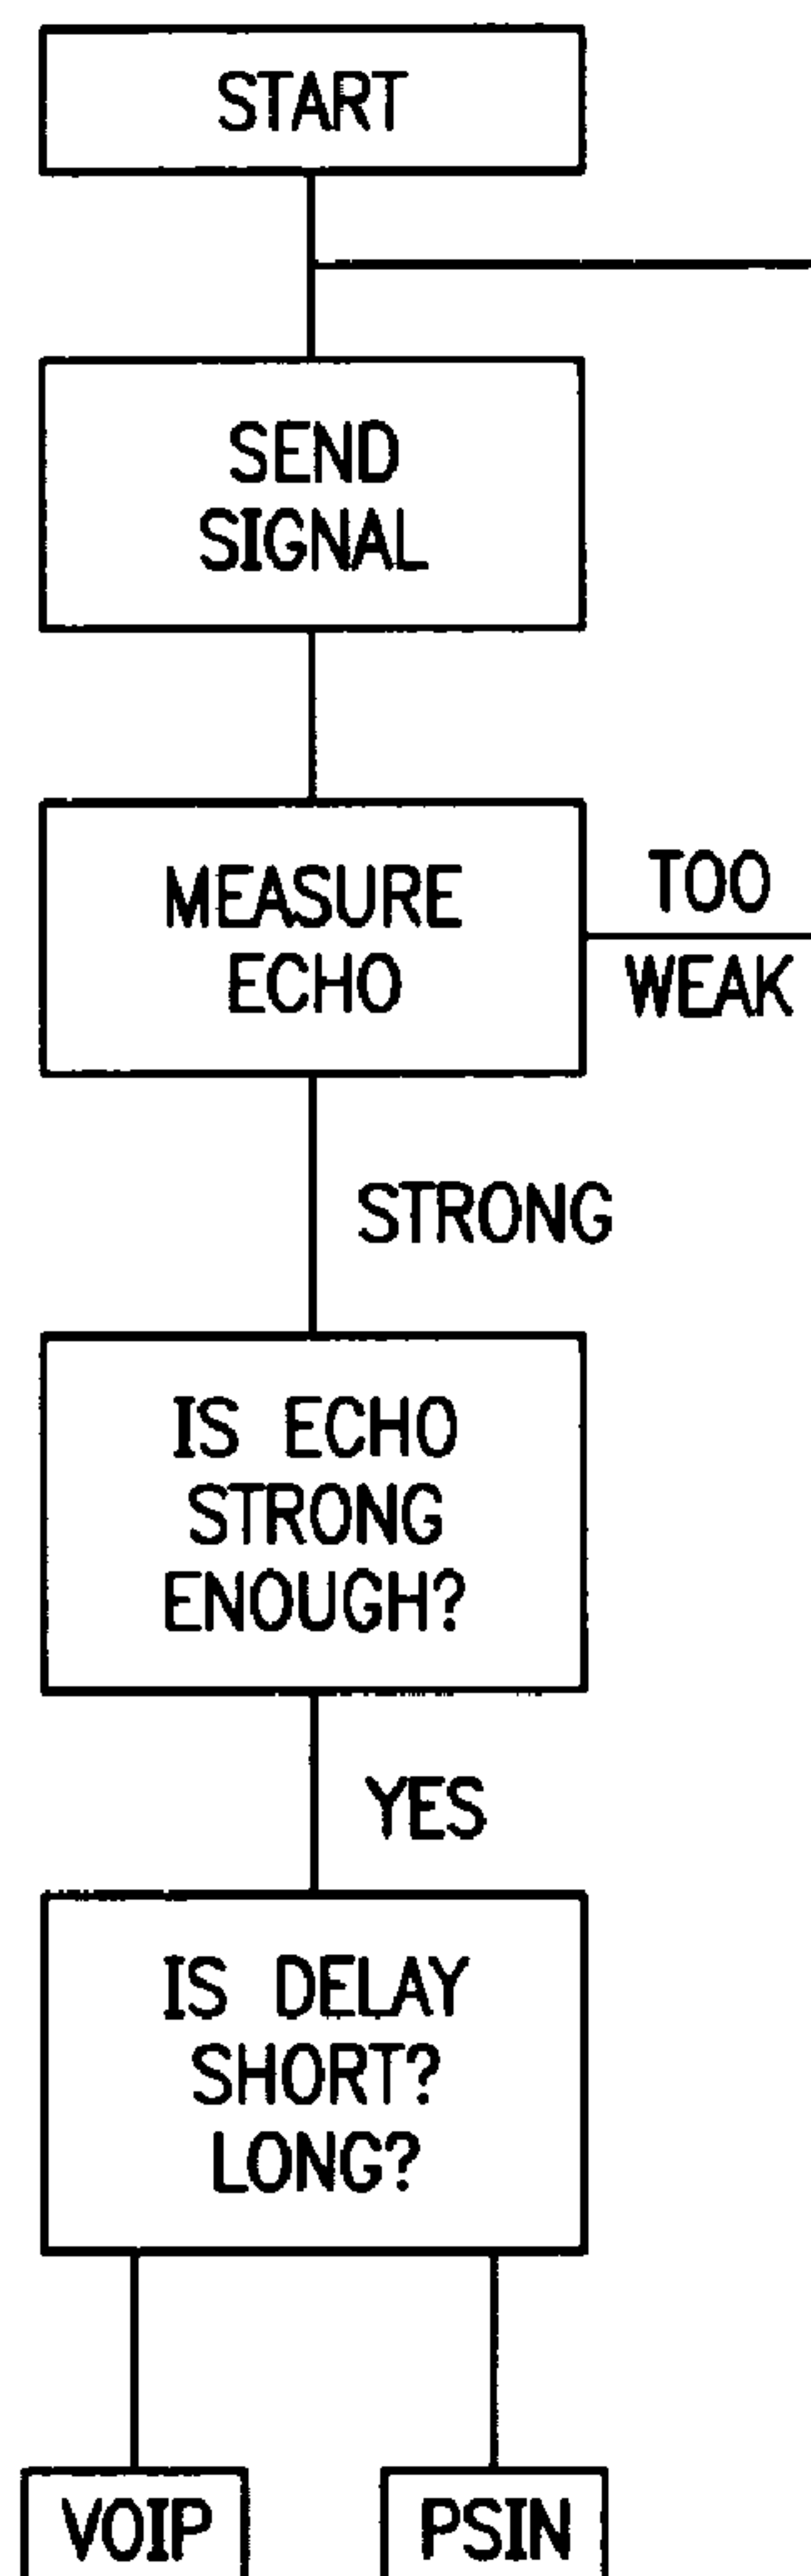 START
SEND
SIGNAL
MEASURE
ECHO
TOO
WEAK
STRONG
IS ECHO
STRONG
ENOUGH?
YES
IS DELAY
SHORT?
LONG?
VOIP
PSIN